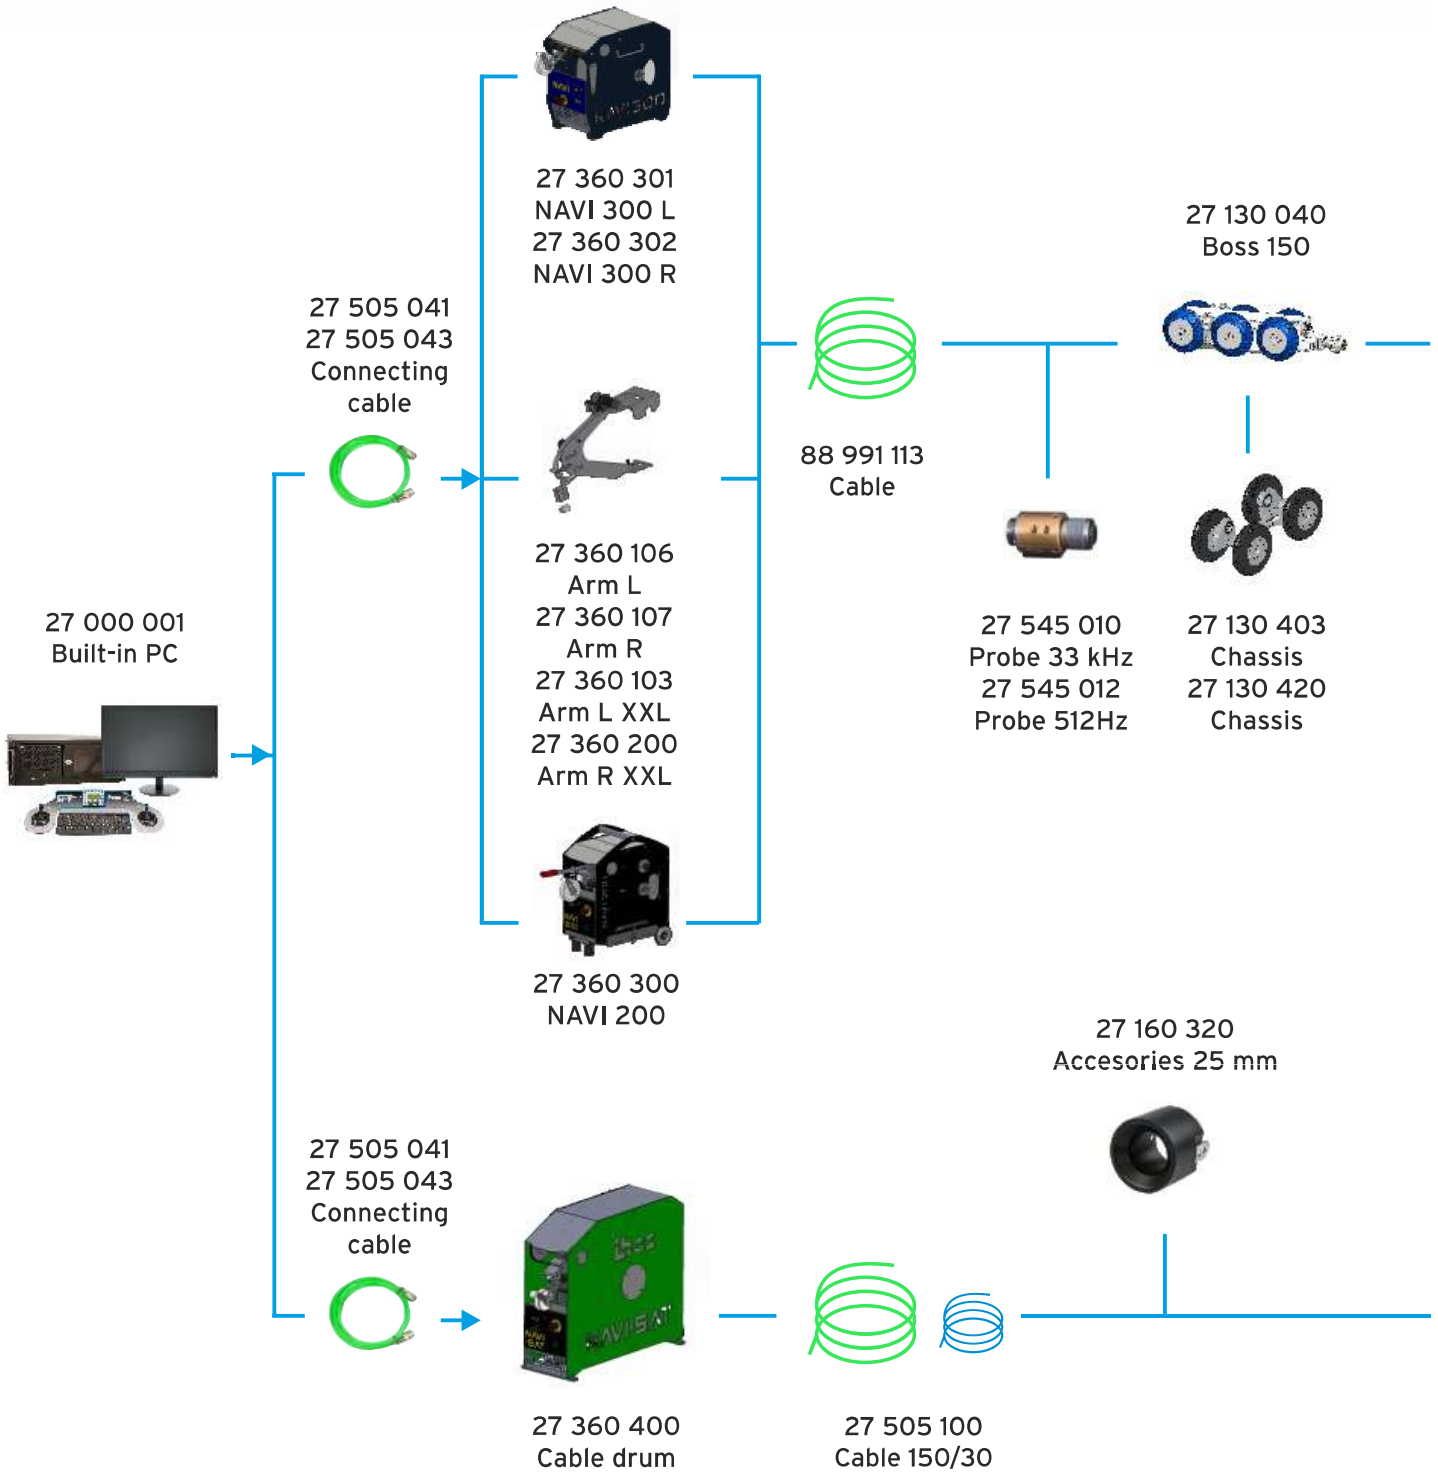 NAVI300
27 360 301
NAVI 300 L
27 360 302
NAVI 300 R
27 130 040
Boss 150
27 505 041
27 505 043
Connecting
cable
88 991 113
Cable
27 360 106
Arm L
27 360 107
Arm R
27 360 103
Arm L XXL
27 360 200
Arm R XXL
27 000 001
Built-in PC
27 545 010
Probe 33 kHz
27 545 012
Probe 512Hz
27 130 403
Chassis
27 130 420
Chassis
27 360 300
NAVI 200
27 160 320
Accesories 25 mm
27 505 041
27 505 043
Connecting
cable
NAVI-SAT
NAVI
-SAT
27 360 400
Cable drum
27 505 100
Cable 150/30